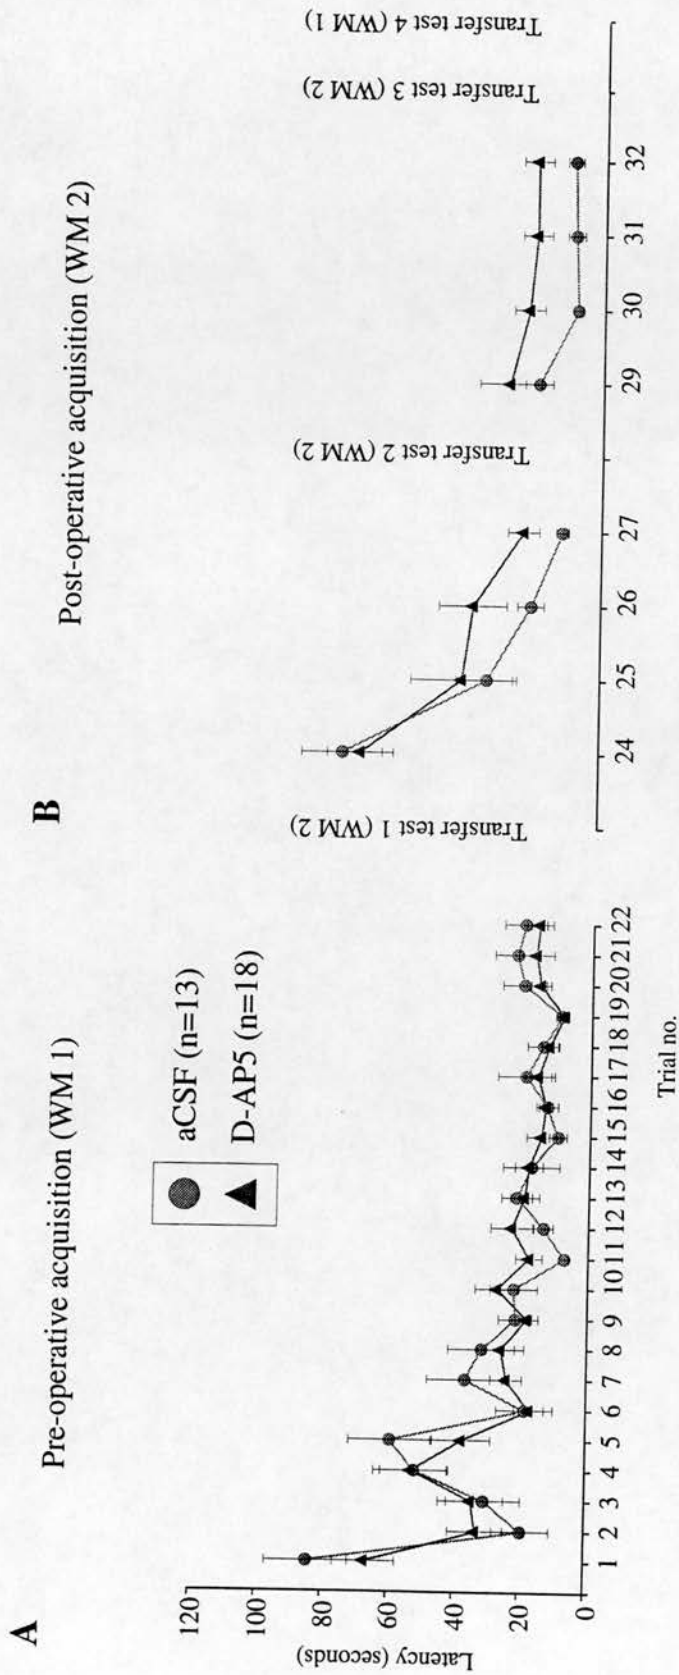 A
Pre-operative acquisition (WM 1)
aCSF (n=13)
D-AP5 (n=18)
Latency (seconds)
120
100
80
60
40
20
0
1 2 3 4 5 6 7 8 9 10 11 12 13 14 15 16 17 18 19 20 21 22
Trial no.
B
Post-operative acquisition (WM 2)
Transfer test 1 (WM 2)
Transfer test 2 (WM 2)
Transfer test 3 (WM 2)
Transfer test 4 (WM 1)
24 25 26 27 29 30 31 32